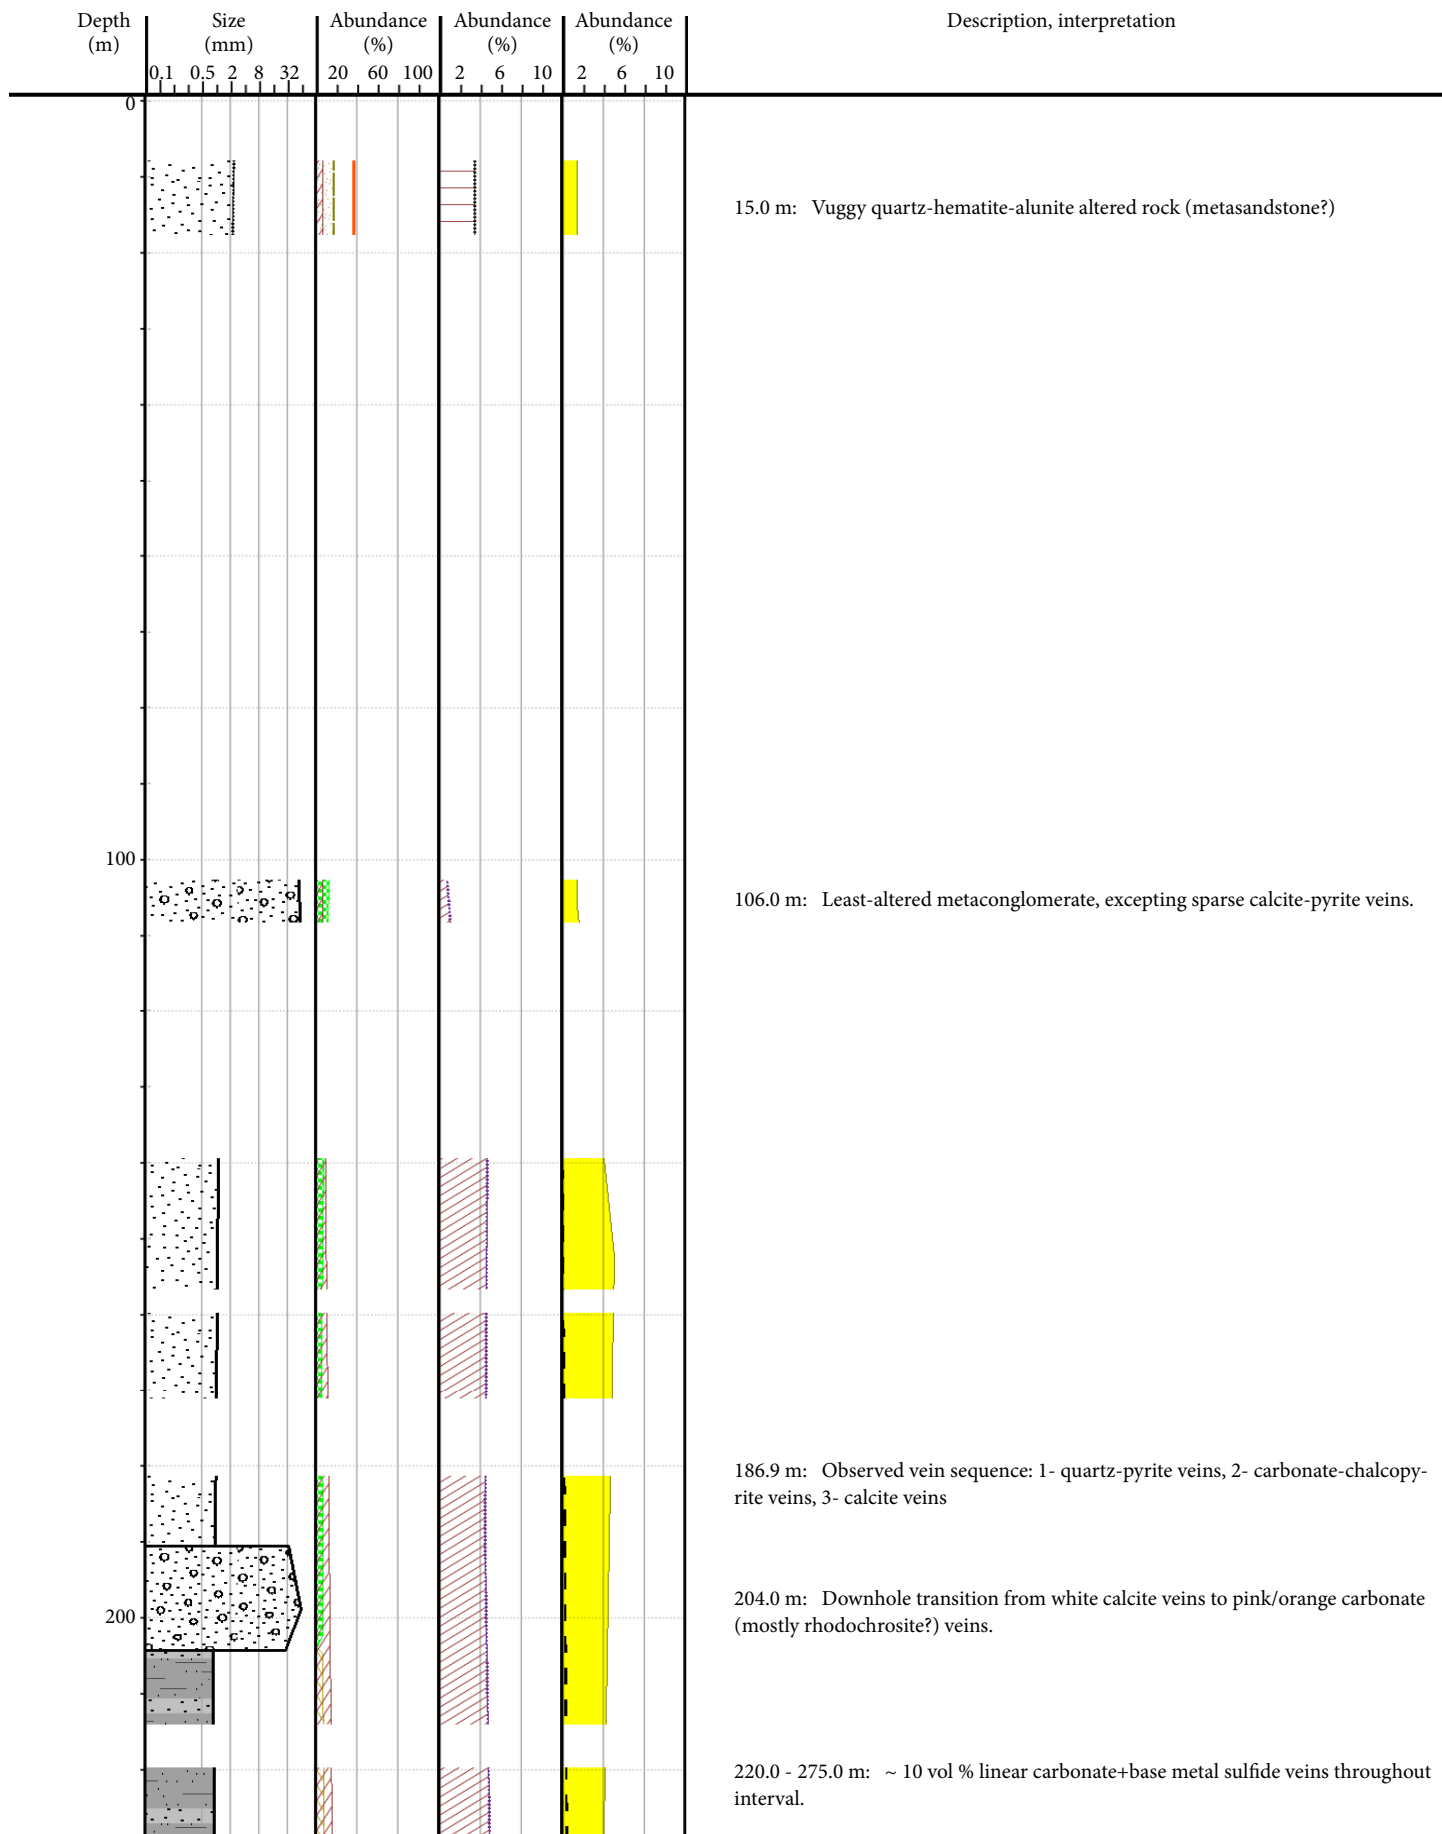 Depth Size Abundance Abundance Abundance Description, interpretation
(m) (mm) (%) (%) (%)
0.1 0.5 2 8 32 20 60 100 2 6 10 2 6 10
0
15.0 m: Vuggy quartz-hematite-alunite altered rock (metasandstone?)
100
106.0 m: Least-altered metaconglomerate, excepting sparse calcite-pyrite veins.
186.9 m: Observed vein sequence: 1- quartz-pyrite veins, 2- carbonate-chalcopy-
rite veins, 3- calcite veins
204.0 m: Downhole transition from white calcite veins to pink/orange carbonate
200
(mostly rhodochrosite?) veins.
220.0 - 275.0 m: ~ 10 vol % linear carbonate+base metal sulfide veins throughout
interval.